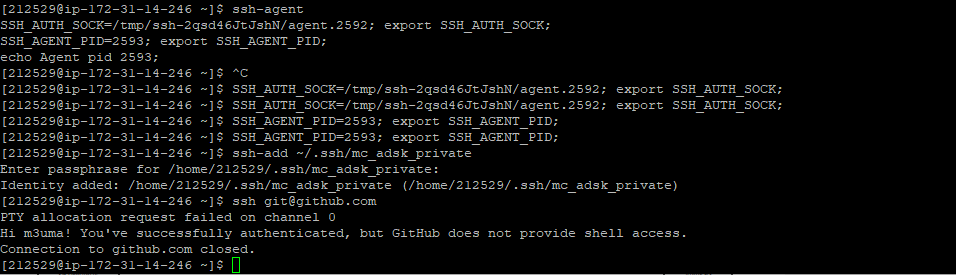 [212529@ip-172-31-14-246 ~]$ ssh-agent
SSH_AUTH_SOCK=/tmp/ssh-2qsd46JtJshN/agent.2592; export SSH_AUTH_SOCK;
SSH_AGENT_PID=2593; export SSH_AGENT_PID;
echo Agent pid 2593;
[212529@ip-172-31-14-246 ~]$ ^C
[212529@ip-172-31-14-246 ~]$ SSH_AUTH_SOCK=/tmp/ssh-2qsd46JtJshN/agent.2592; export SSH_AUTH_SOCK;
[212529@ip-172-31-14-246 ~]$ SSH_AUTH_SOCK=/tmp/ssh-2qsd46JtJshN/agent.2592; export SSH_AUTH_SOCK;
[212529@ip-172-31-14-246 ~]$ SSH_AGENT_PID=2593; export SSH_AGENT_PID;
[212529@ip-172-31-14-246 ~]$ SSH_AGENT_PID=2593; export SSH_AGENT_PID;
[212529@ip-172-31-14-246 ~]$ ssh-add ~/.ssh/mc_adsk_private
Enter passphrase for /home/212529/.ssh/mc_adsk_private:
Identity added: /home/212529/.ssh/mc_adsk_private (/home/212529/.ssh/mc_adsk_private)
[212529@ip-172-31-14-246 ~]$ ssh git@github.com
PTY allocation request failed on channel 0
Hi m3uma! You've successfully authenticated, but GitHub does not provide shell access.
Connection to github.com closed.
[212529@ip-172-31-14-246 ~]$